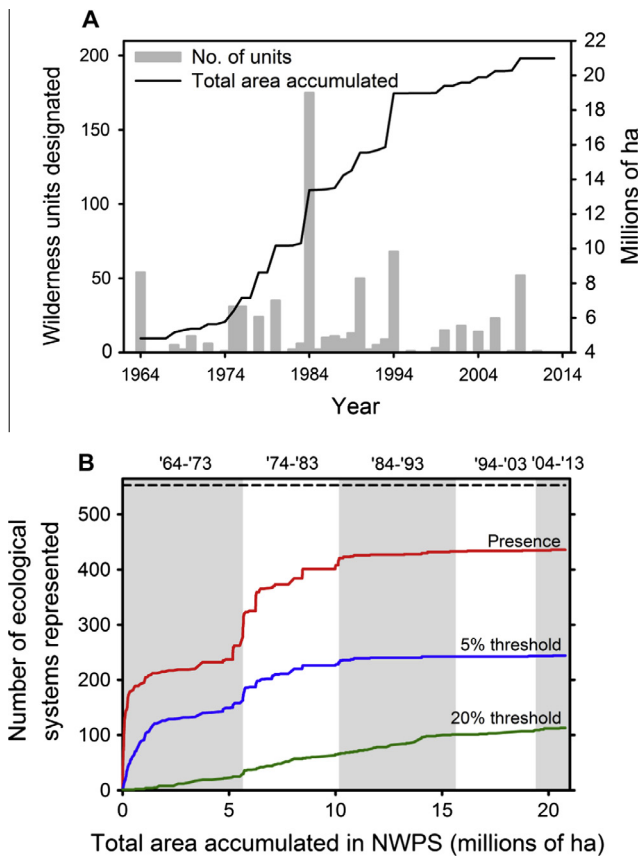 A
No. of units
Total area accumulated
Wilderness units designated
200
150
100
50
0
22
20
18
16
14
12
10
8
6
4
Millions of ha
1964 1974 1984 1994 2004 2014
Year
B
'64-'73 '74-'83 '84-'93 '94-'03 '04-'13
Number of ecological
systems represented
500
400
300
200
100
0
Presence
5% threshold
20% threshold
0 5 10 15 20
Total area accumulated in NWPS (millions of ha)